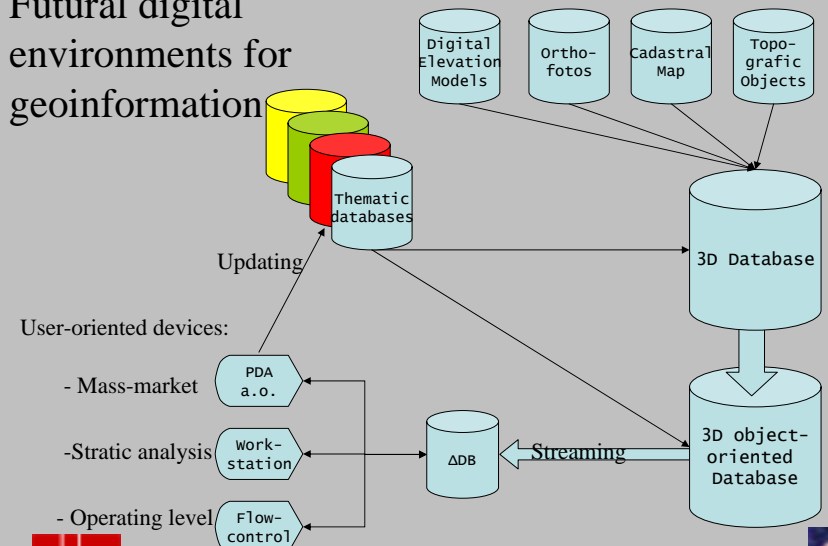 Futural digital
environments for
geoinformation
Digital
Elevation
Models
Ortho-
fotos
Cadastral
Map
Topo-
grafic
Objects
Thematic
databases
3D Database
Updating
User-oriented devices:
- Mass-market
PDA
a.o.
-Stratic analysis
Work-
station
- Operating level
Flow-
control
ΔDB
Streaming
3D object-
oriented
Database